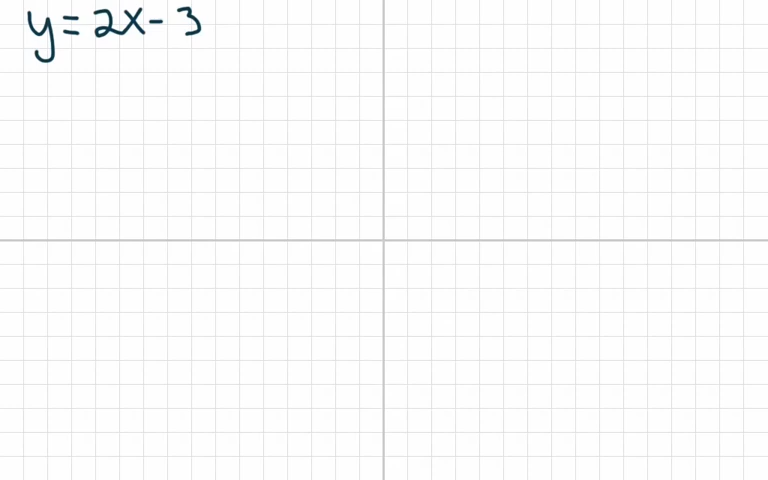 y = 2x - 3